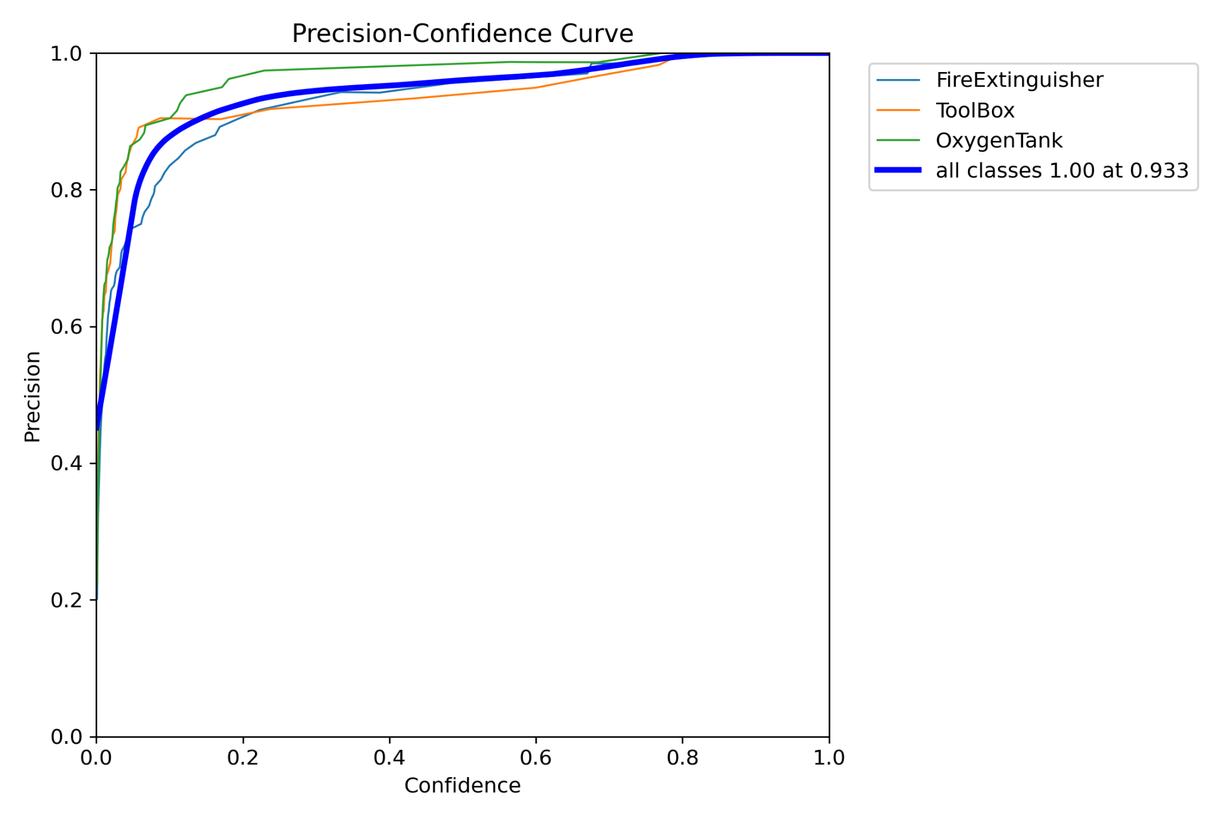 Precision-Confidence Curve
1.0
0.8
0.6
0.4
0.2
0.0
Precision
0.0 0.2 0.4 0.6 0.8 1.0
Confidence
FireExtinguisher
ToolBox
OxygenTank
all classes 1.00 at 0.933